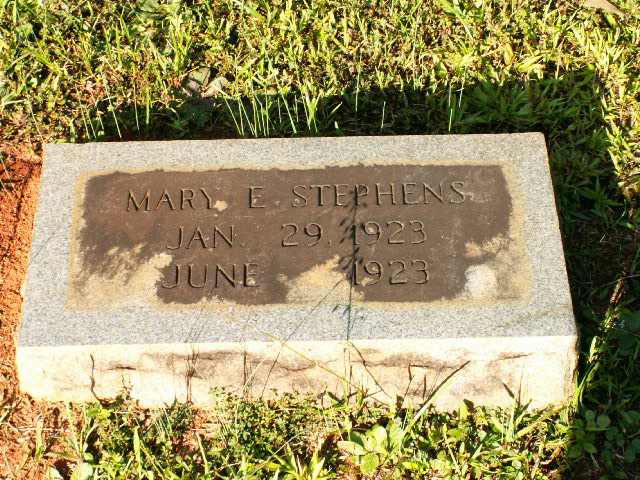 MARY E. STEPHENS
JAN. 29, 1923
JUNE 1923